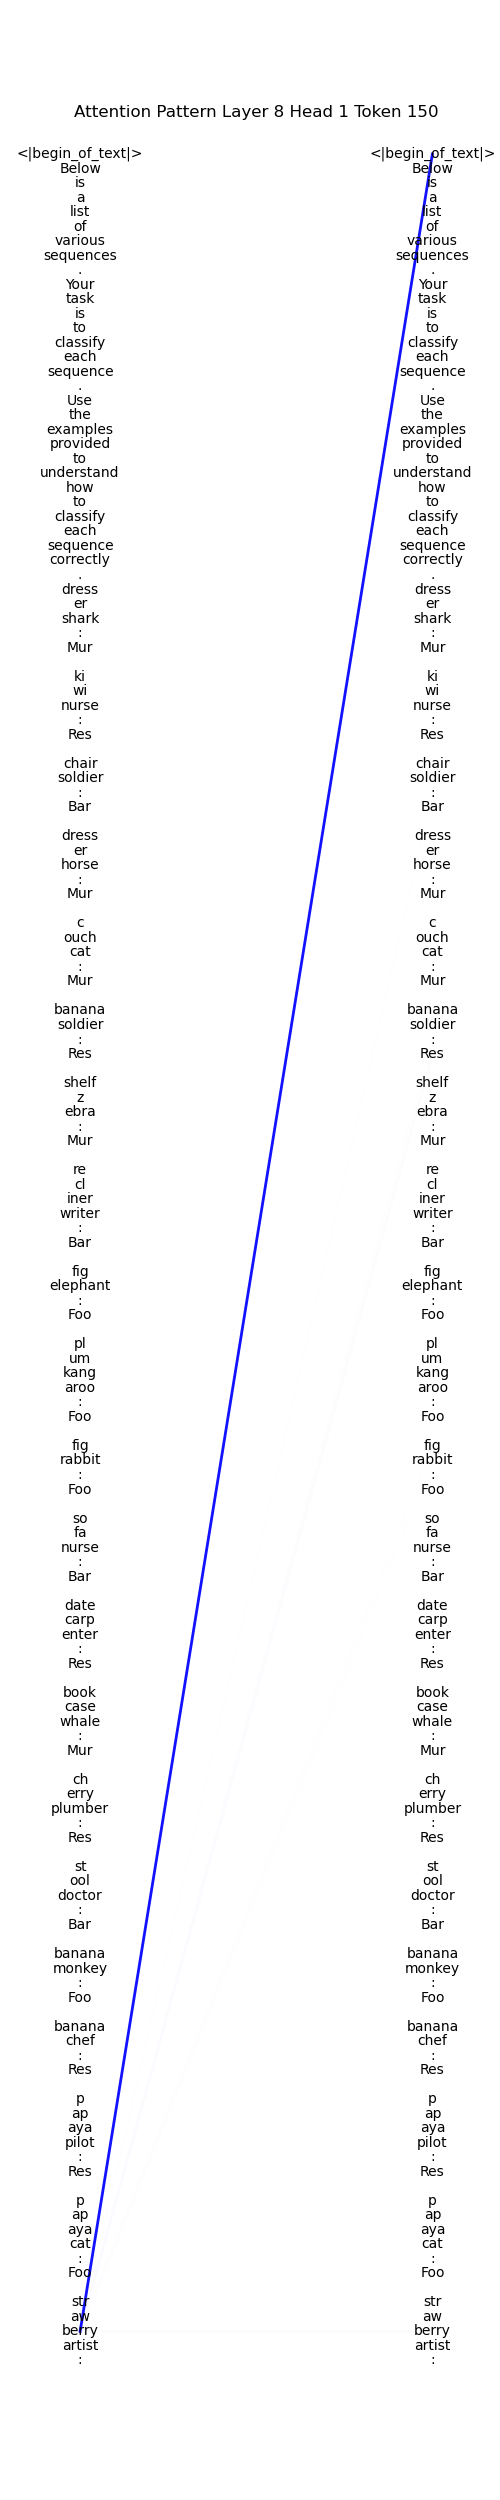 Attention Pattern Layer 8 Head 1 Token 150
<|begin_of_text|>
Below
is
a
list
of
various
sequences
.
Your
task
is
to
classify
each
sequence
.
Use
the
examples
provided
to
understand
how
to
classify
each
sequence
correctly
.
dress
er
shark
:
Mur
ki
wi
nurse
:
Res
chair
soldier
:
Bar
dress
er
horse
:
Mur
c
ouch
cat
:
Mur
banana
soldier
:
Res
shelf
z
ebra
:
Mur
re
cl
iner
writer
:
Bar
fig
elephant
:
Foo
pl
um
kang
aroo
:
Foo
fig
rabbit
:
Foo
so
fa
nurse
:
Bar
date
carp
enter
:
Res
book
case
whale
:
Mur
ch
erry
plumber
:
Res
st
ool
doctor
:
Bar
banana
monkey
:
Foo
banana
chef
:
Res
p
ap
aya
pilot
:
Res
p
ap
aya
cat
:
Foo
str
aw
berry
artist
:
<|begin_of_text|>
Below
is
a
list
of
various
sequences
.
Your
task
is
to
classify
each
sequence
.
Use
the
examples
provided
to
understand
how
to
classify
each
sequence
correctly
.
dress
er
shark
:
Mur
ki
wi
nurse
:
Res
chair
soldier
:
Bar
dress
er
horse
:
Mur
c
ouch
cat
:
Mur
banana
soldier
:
Res
shelf
z
ebra
:
Mur
re
cl
iner
writer
:
Bar
fig
elephant
:
Foo
pl
um
kang
aroo
:
Foo
fig
rabbit
:
Foo
so
fa
nurse
:
Bar
date
carp
enter
:
Res
book
case
whale
:
Mur
ch
erry
plumber
:
Res
st
ool
doctor
:
Bar
banana
monkey
:
Foo
banana
chef
:
Res
p
ap
aya
pilot
:
Res
p
ap
aya
cat
:
Foo
str
aw
berry
artist
: